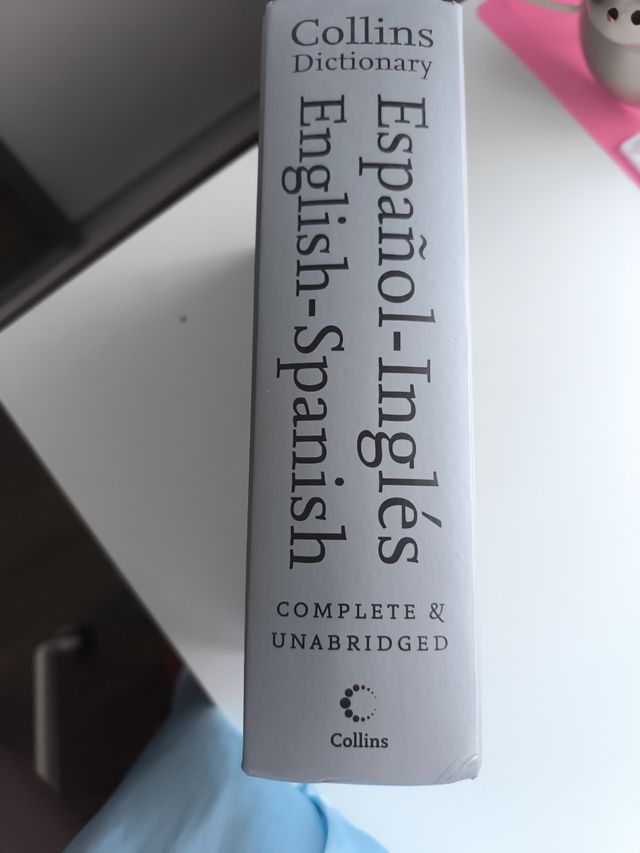 Collins
Dictionary
Español-Inglés
English-Spanish
COMPLETE &
UNABRIDGED
Collins